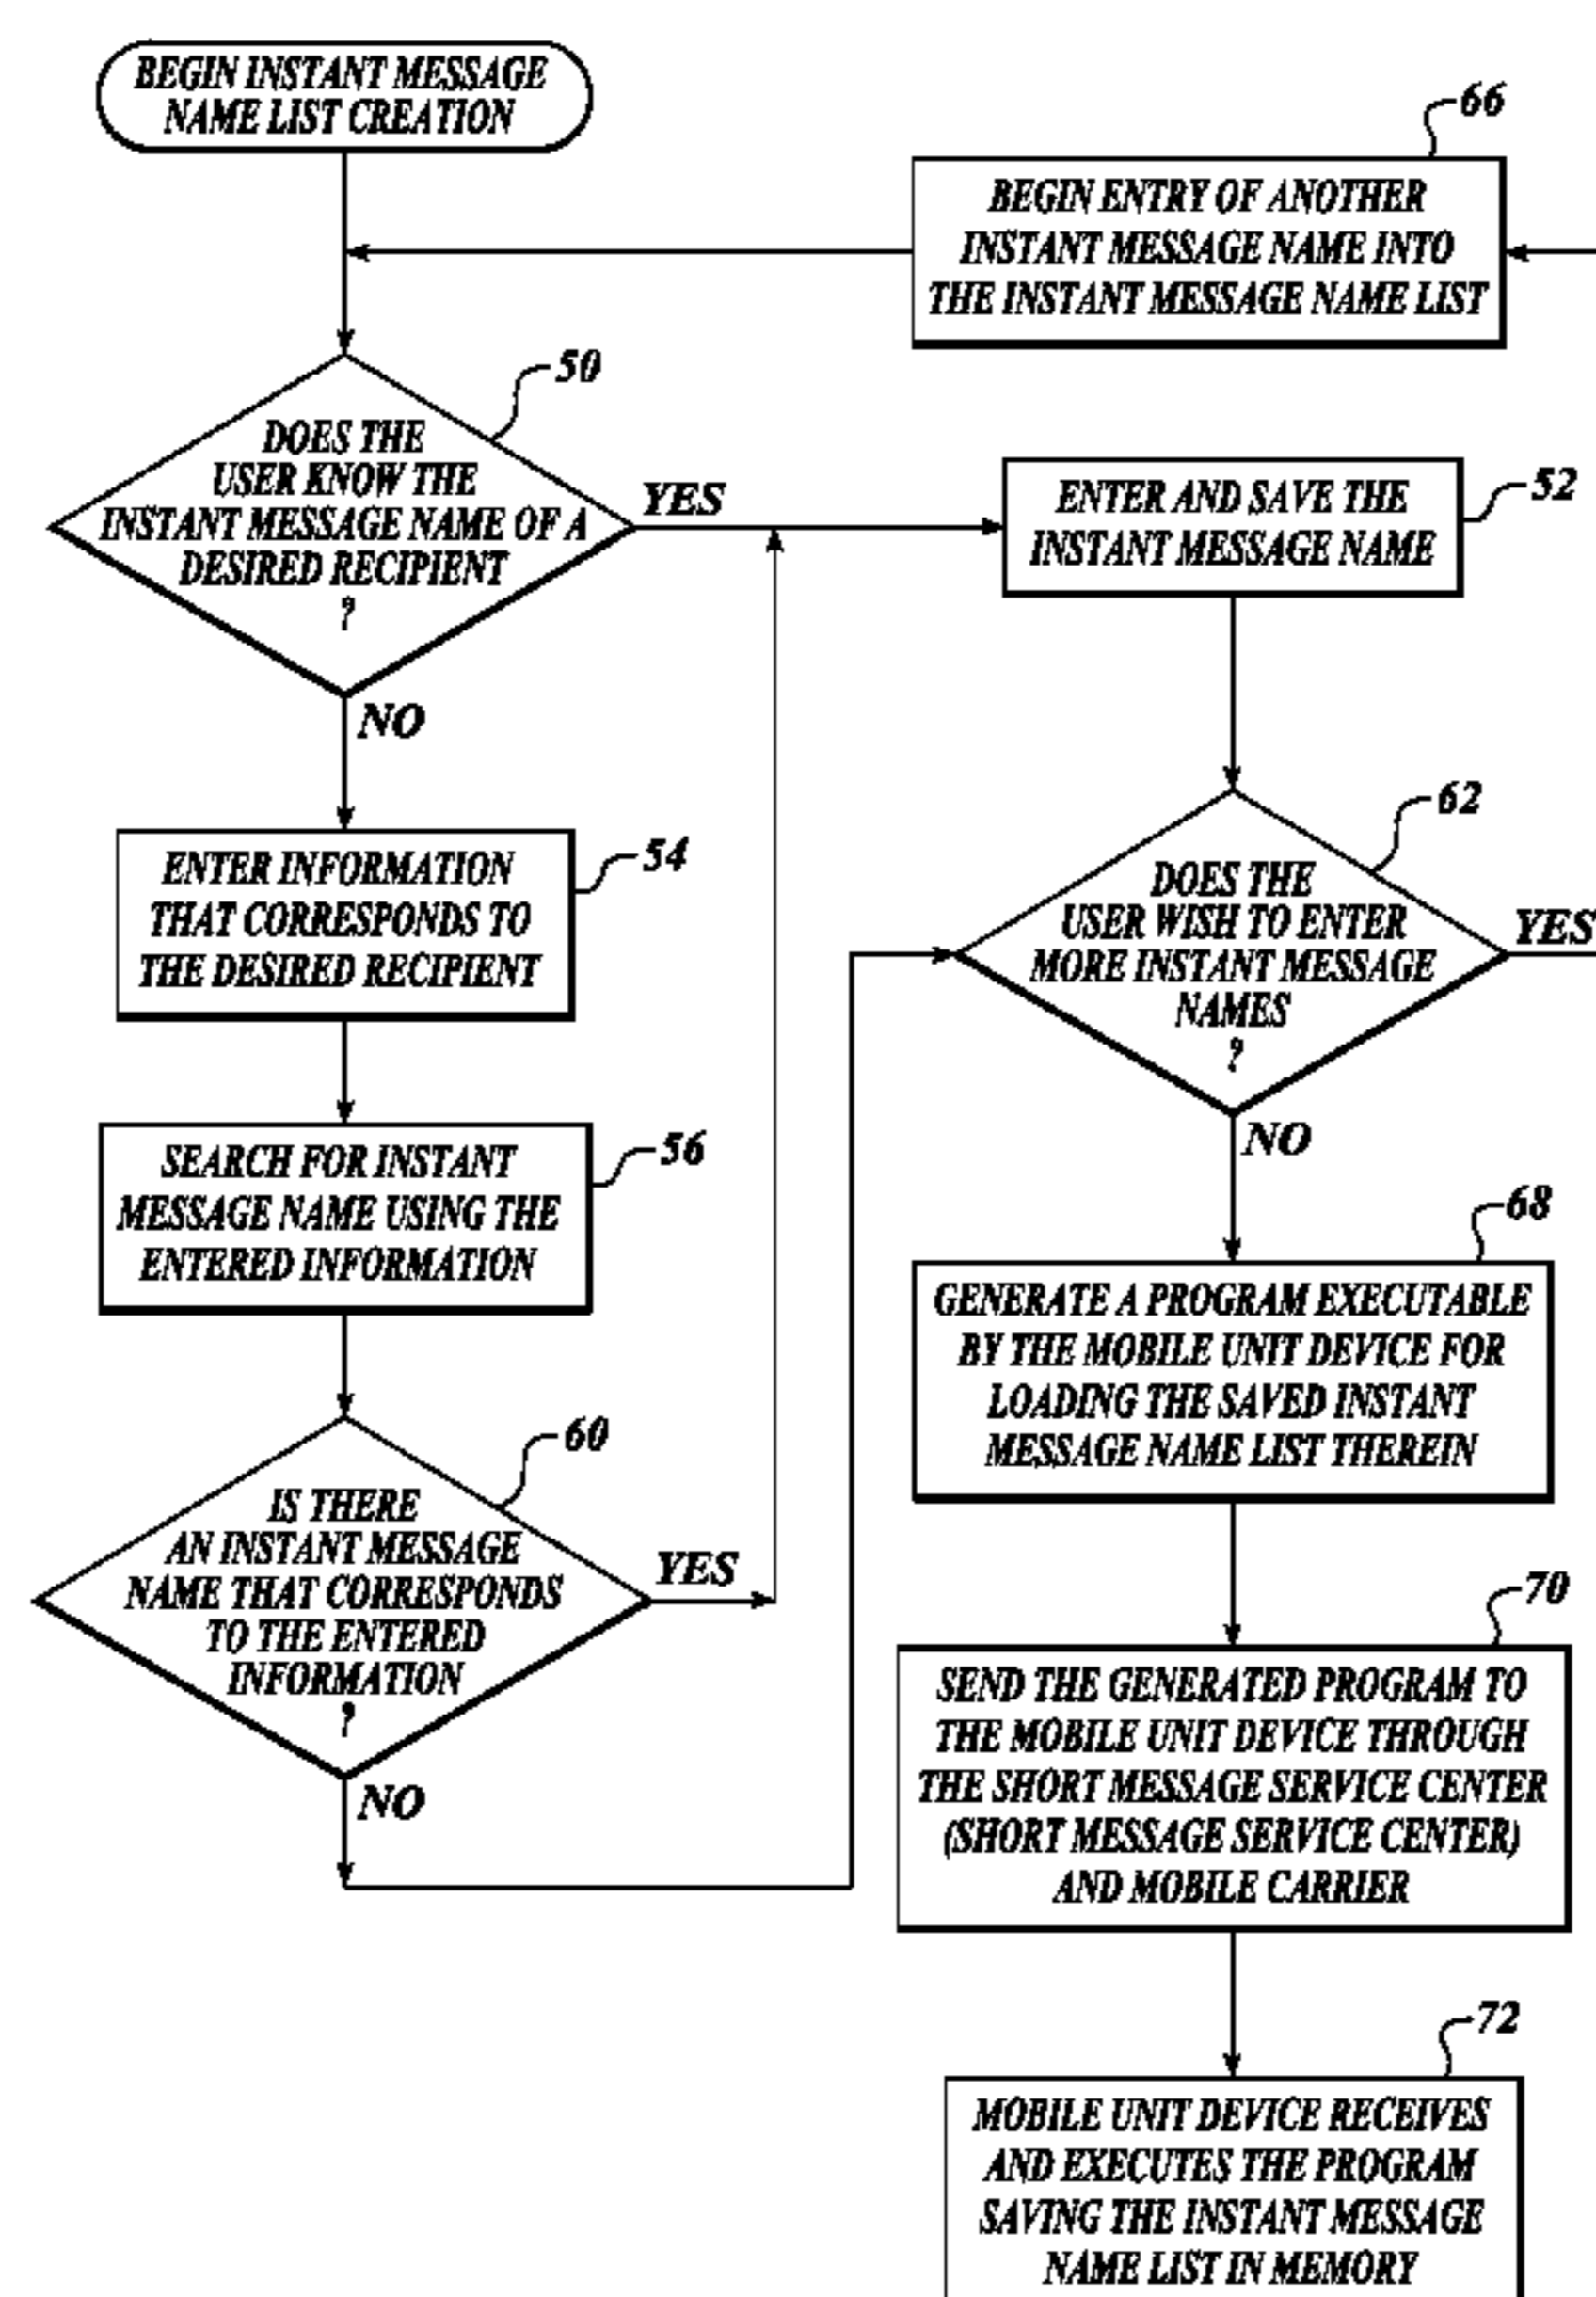 BEGIN INSTANT MESSAGE
NAME LIST CREATION
66
BEGIN ENTRY OF ANOTHER
INSTANT MESSAGE NAME INTO
THE INSTANT MESSAGE NAME LIST
50
DOES THE
USER KNOW THE
INSTANT MESSAGE NAME OF A
DESIRED RECIPIENT
?
YES
NO
52
ENTER AND SAVE THE
INSTANT MESSAGE NAME
54
ENTER INFORMATION
THAT CORRESPONDS TO
THE DESIRED RECIPIENT
62
DOES THE
USER WISH TO ENTER
MORE INSTANT MESSAGE
NAMES
?
YES
NO
56
SEARCH FOR INSTANT
MESSAGE NAME USING THE
ENTERED INFORMATION
60
IS THERE
AN INSTANT MESSAGE
NAME THAT CORRESPONDS
TO THE ENTERED
INFORMATION
?
YES
NO
68
GENERATE A PROGRAM EXECUTABLE
BY THE MOBILE UNIT DEVICE FOR
LOADING THE SAVED INSTANT
MESSAGE NAME LIST THEREIN
70
SEND THE GENERATED PROGRAM TO
THE MOBILE UNIT DEVICE THROUGH
THE SHORT MESSAGE SERVICE CENTER
(SHORT MESSAGE SERVICE CENTER)
AND MOBILE CARRIER
72
MOBILE UNIT DEVICE RECEIVES
AND EXECUTES THE PROGRAM
SAVING THE INSTANT MESSAGE
NAME LIST IN MEMORY